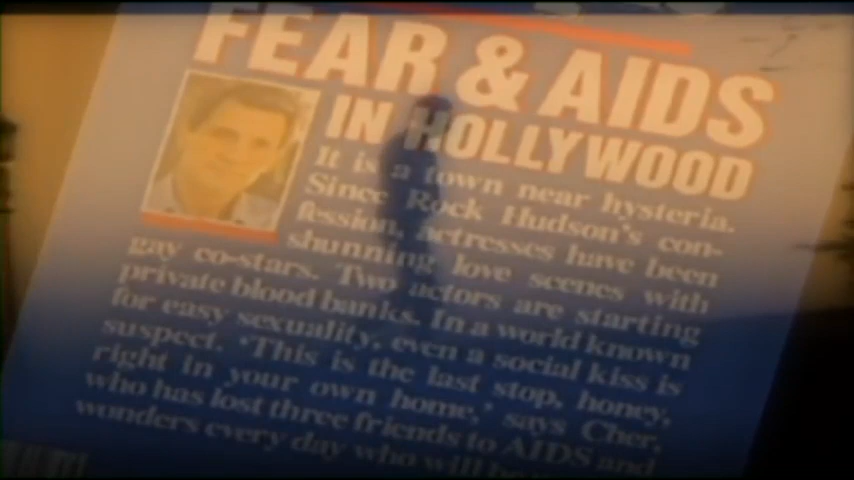 FEAR & AIDS
IN HOLLYWOOD
It is a town near hysteria.
Since Rock Hudson's con-
fession, actresses have been
shunning love scenes with
gay co-stars. Two actors are starting
private blood banks. In a world known
for easy sexuality, even a social kiss is
suspect. 'This is the last stop, honey,
right in your own home,' says Cher,
who has lost three friends to AIDS and
wonders every day who will be